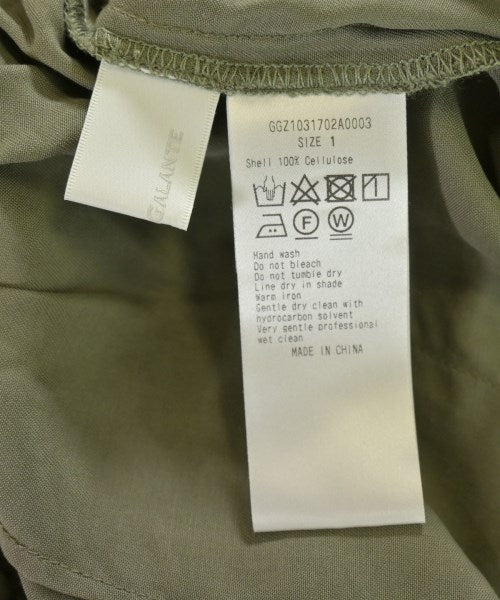 GALANTE
GGZ1031702A0003
SIZE 1
Shell 100% Cellulose
F W
Hand wash
Do not bleach
Do not tumble dry
Line dry in shade
Warm iron
Gentle dry clean with
hydrocarbon solvent
Very gentle professional
wet clean
MADE IN CHINA